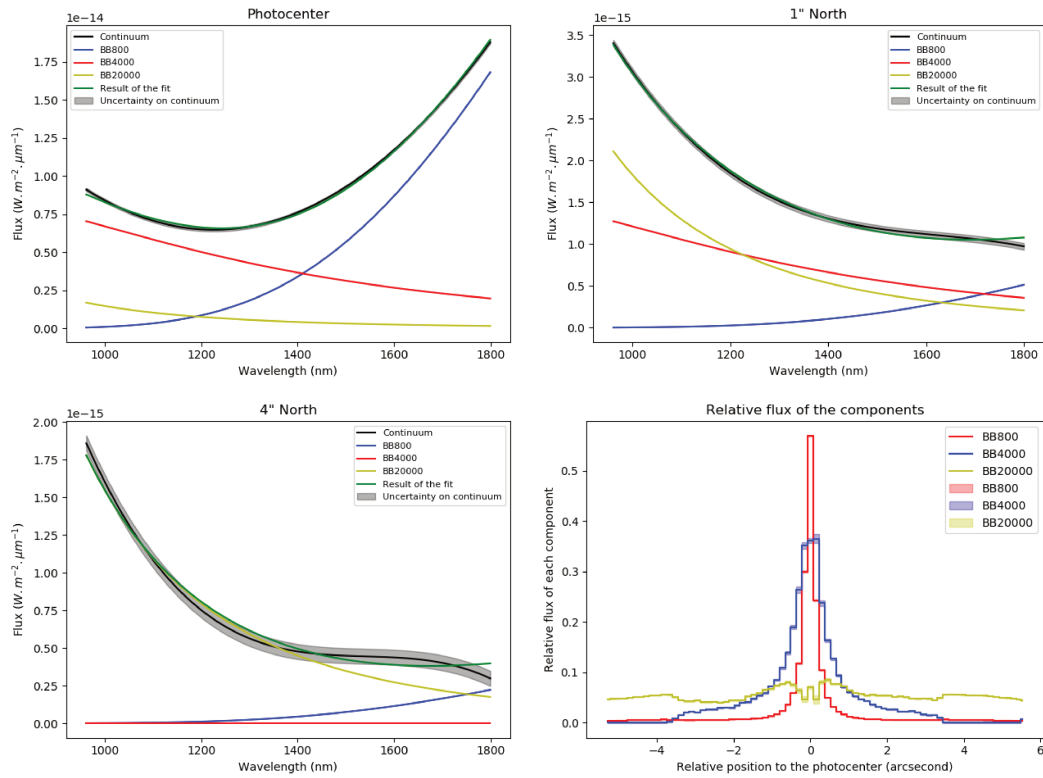 Photocenter
1e−14
Continuum
BB800
BB4000
BB20000
Result of the fit
Uncertainty on continuum
1.75
1.50
1.25
1.00
0.75
0.50
0.25
0.00
Flux (W.m⁻².μm⁻¹)
1000 1200 1400 1600 1800
Wavelength (nm)
1" North
1e−15
Continuum
BB800
BB4000
BB20000
Result of the fit
Uncertainty on continuum
3.5
3.0
2.5
2.0
1.5
1.0
0.5
0.0
Flux (W.m⁻².μm⁻¹)
1000 1200 1400 1600 1800
Wavelength (nm)
4" North
1e−15
Continuum
BB800
BB4000
BB20000
Result of the fit
Uncertainty on continuum
2.00
1.75
1.50
1.25
1.00
0.75
0.50
0.25
0.00
Flux (W.m⁻².μm⁻¹)
1000 1200 1400 1600 1800
Wavelength (nm)
Relative flux of the components
BB800
BB4000
BB20000
BB800
BB4000
BB20000
0.5
0.4
0.3
0.2
0.1
0.0
Relative flux of each component
−4 −2 0 2 4 6
Relative position to the photocenter (arcsecond)